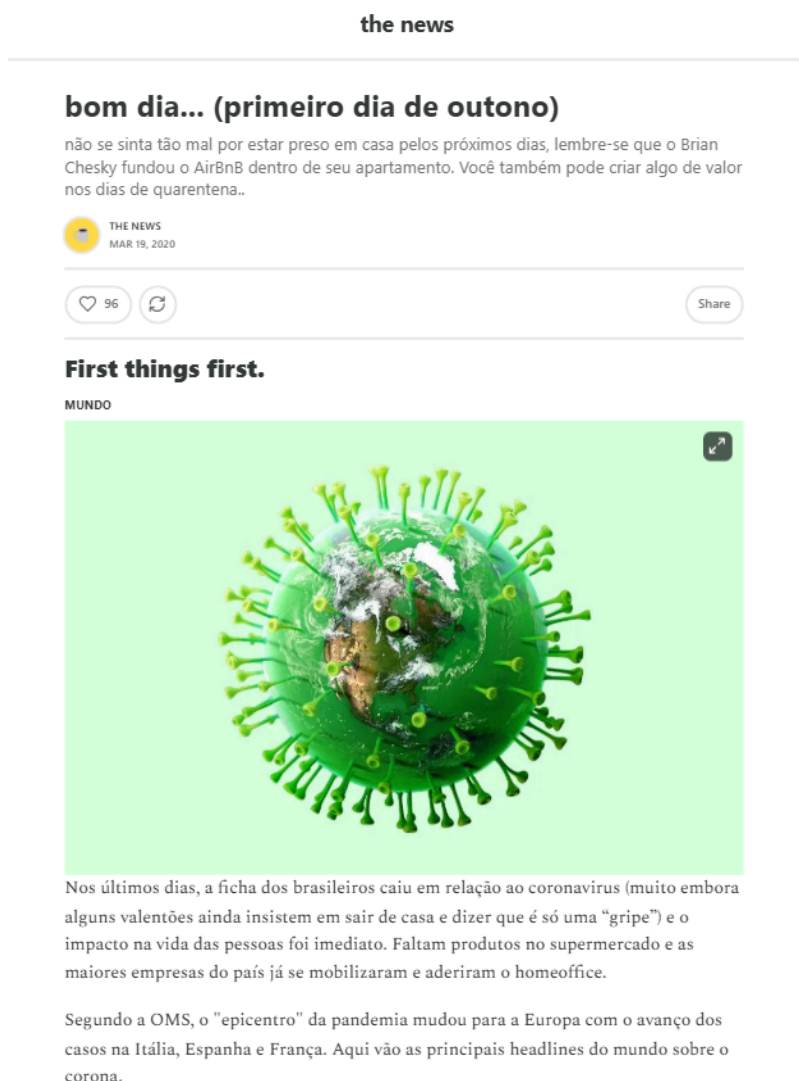 the news
bom dia... (primeiro dia de outono)
não se sinta tão mal por estar preso em casa pelos próximos dias, lembre-se que o Brian
Chesky fundou o AirBnB dentro de seu apartamento. Você também pode criar algo de valor
nos dias de quarentena..
THE NEWS
MAR 19, 2020
96
Share
First things first.
MUNDO
Nos últimos dias, a ficha dos brasileiros caiu em relação ao coronavirus (muito embora
alguns valentões ainda insistem em sair de casa e dizer que é só uma “gripe”) e o
impacto na vida das pessoas foi imediato. Faltam produtos no supermercado e as
maiores empresas do país já se mobilizaram e aderiram o homeoffice.
Segundo a OMS, o "epicentro" da pandemia mudou para a Europa com o avanço dos
casos na Itália, Espanha e França. Aqui vão as principais headlines do mundo sobre o
corona.